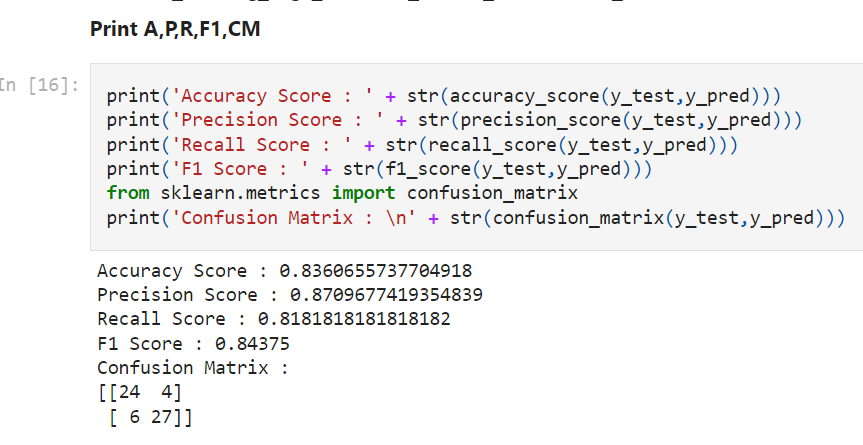 Print A,P,R,F1,CM
In [16]:
print('Accuracy Score : ' + str(accuracy_score(y_test,y_pred)))
print('Precision Score : ' + str(precision_score(y_test,y_pred)))
print('Recall Score : ' + str(recall_score(y_test,y_pred)))
print('F1 Score : ' + str(f1_score(y_test,y_pred)))
from sklearn.metrics import confusion_matrix
print('Confusion Matrix : \n' + str(confusion_matrix(y_test,y_pred)))
Accuracy Score : 0.8360655737704918
Precision Score : 0.8709677419354839
Recall Score : 0.8181818181818182
F1 Score : 0.84375
Confusion Matrix :
[[24  4]
 [ 6 27]]